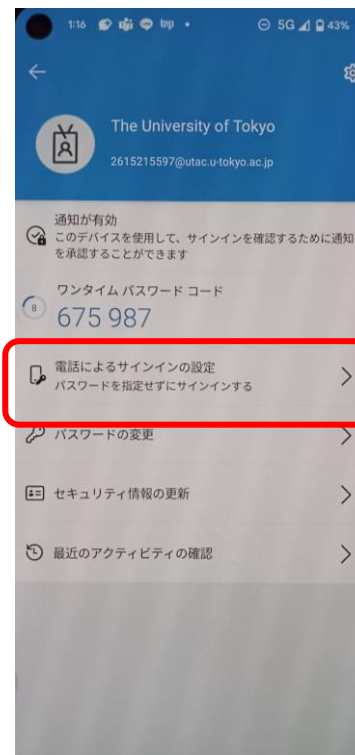 1:16 5G 43%
The University of Tokyo
2615215597@utac.u-tokyo.ac.jp
通知が有効
このデバイスを使用して、サインインを確認するために通知
を承認することができます
ワンタイム パスワード コード
8
675 987
電話によるサインインの設定
パスワードを指定せずにサインインする
パスワードの変更
セキュリティ情報の更新
最近のアクティビティの確認